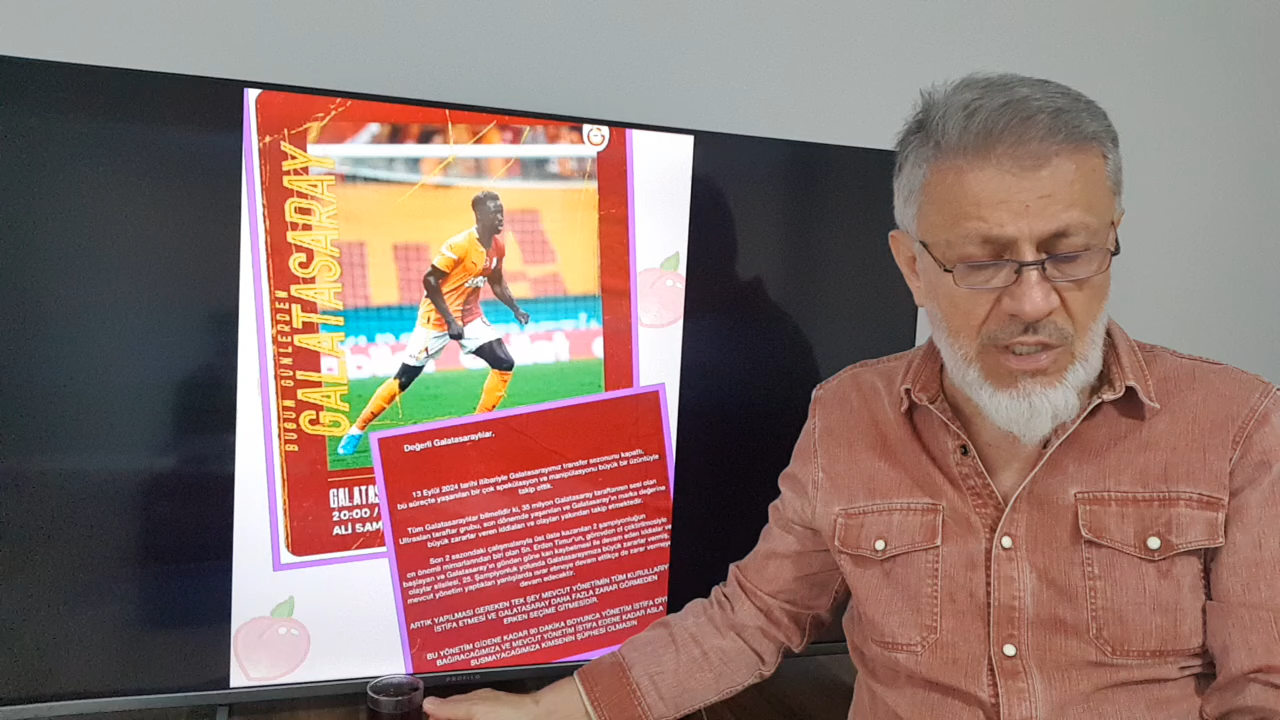 BUGÜN GÜNLERDEN
GALATASARAY
GALATAS
20:00 /
ALİ SAM
Değerli Galatasaraylılar,
13 Eylül 2024 tarihi itibariyle Galatasarayımız transfer sezonunu kapattı,
bu süreçte yaşanılan bir çok spekülasyon ve manipülasyonu büyük bir üzüntüyle
takip ettik.
Tüm Galatasaraylılar bilmelidir ki, 35 milyon Galatasaray taraftarının sesi olan
Ultraslan taraftar grubu, son dönemde yaşanılan ve Galatasaray'ın marka değerine
büyük zararlar veren iddiaları ve olayları yakından takip etmektedir.
Son 2 sezondaki çalışmalarıyla üst üste kazanılan 2 şampiyonluğun
en önemli mimarlarından biri olan Sn. Erden Timur'un, görevden el çektirilmesiyle
başlayan ve Galatasaray'ın günden güne kan kaybetmesi ile devam eden iddialar ve
olaylar silsilesi, 25. Şampiyonluk yolunda Galatasarayımıza büyük zararlar vermiş,
mevcut yönetim yaptıkları yanlışlarda ısrar etmeye devam ettikçe de zarar vermeye
devam edecektir.
ARTIK YAPILMASI GEREKEN TEK ŞEY MEVCUT YÖNETİMİN TÜM KURULLARIY
İSTİFA ETMESİ VE GALATASARAY DAHA FAZLA ZARAR GÖRMEDEN
ERKEN SEÇİME GİTMESİDİR.
BU YÖNETİM GİDENE KADAR 90 DAKİKA BOYUNCA YÖNETİM İSTİFA DİYE
BAĞIRACAĞIMIZA VE MEVCUT YÖNETİM İSTİFA EDENE KADAR ASLA
SUSMAYACAĞIMIZA KİMSENİN ŞÜPHESİ OLMASIN
PROFILO